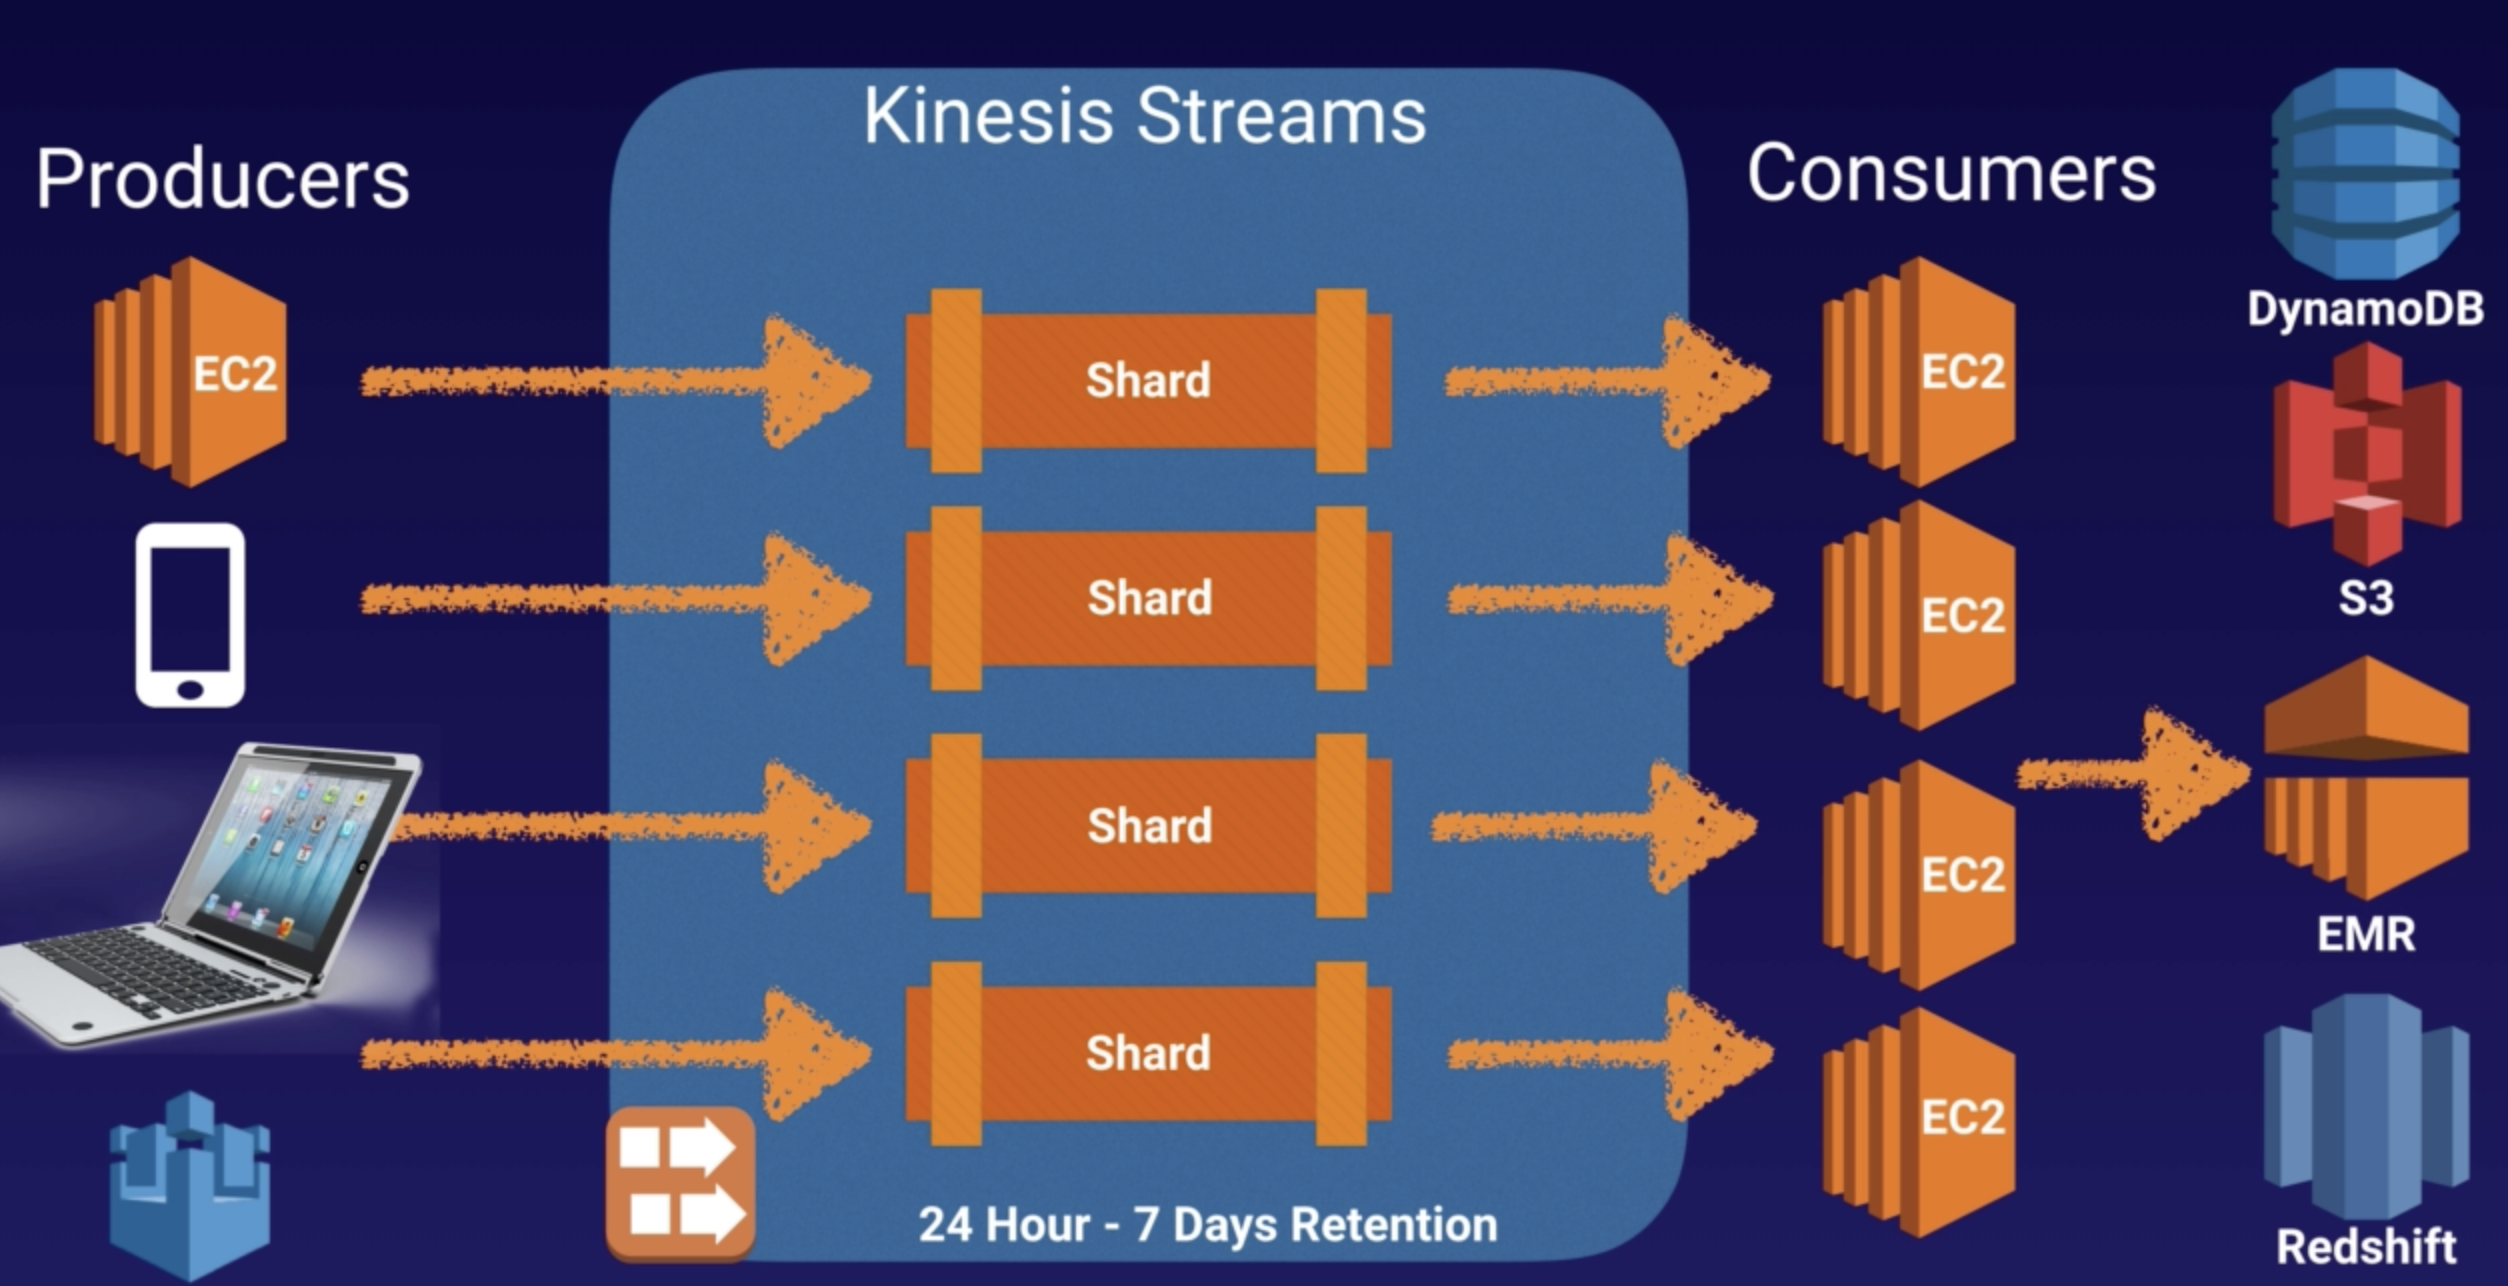 Kinesis Streams
Producers
Consumers
EC2
Shard
EC2
DynamoDB
Shard
EC2
S3
Shard
EC2
EMR
Shard
EC2
24 Hour - 7 Days Retention
Redshift